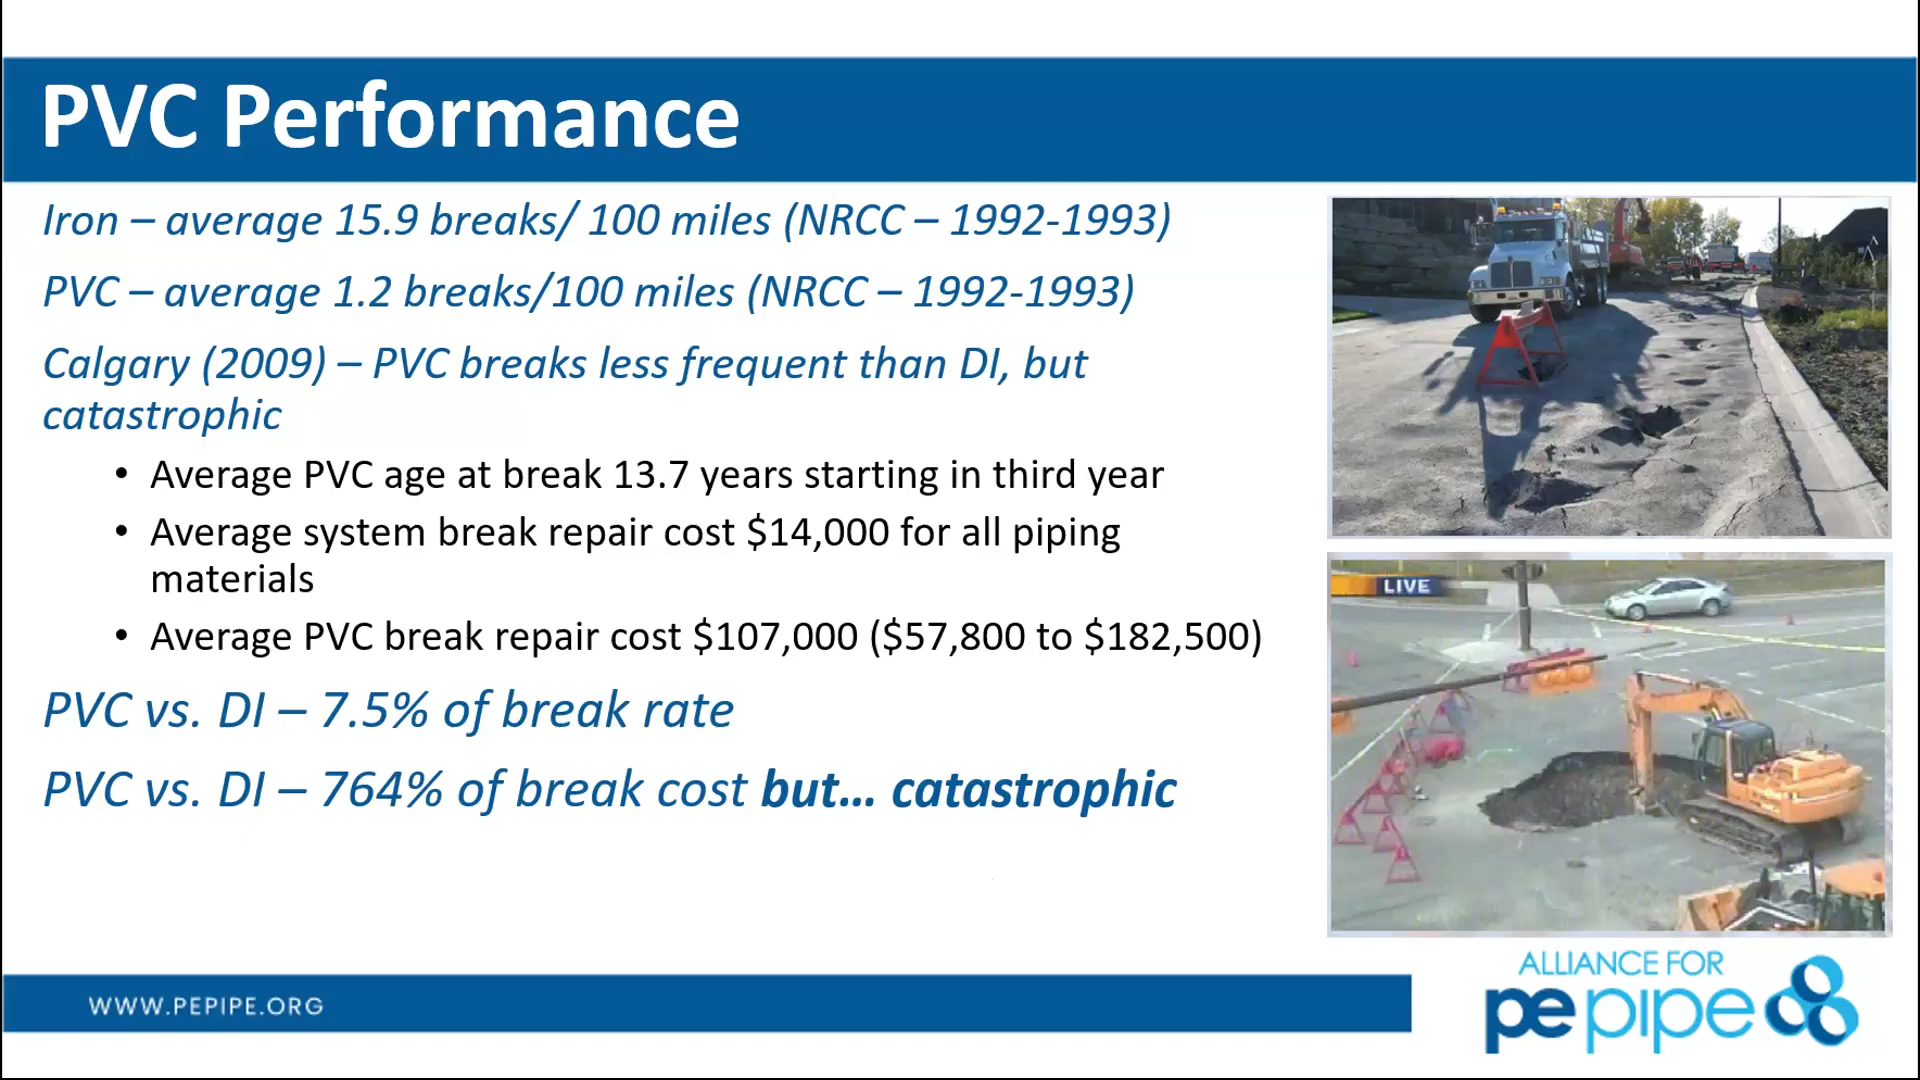 PVC Performance
Iron – average 15.9 breaks/ 100 miles (NRCC – 1992-1993)
PVC – average 1.2 breaks/100 miles (NRCC – 1992-1993)
Calgary (2009) – PVC breaks less frequent than DI, but
catastrophic
• Average PVC age at break 13.7 years starting in third year
• Average system break repair cost $14,000 for all piping
materials
• Average PVC break repair cost $107,000 ($57,800 to $182,500)
PVC vs. DI – 7.5% of break rate
PVC vs. DI – 764% of break cost but... catastrophic
LIVE
WWW.PEPIPE.ORG
ALLIANCE FOR
pepipe